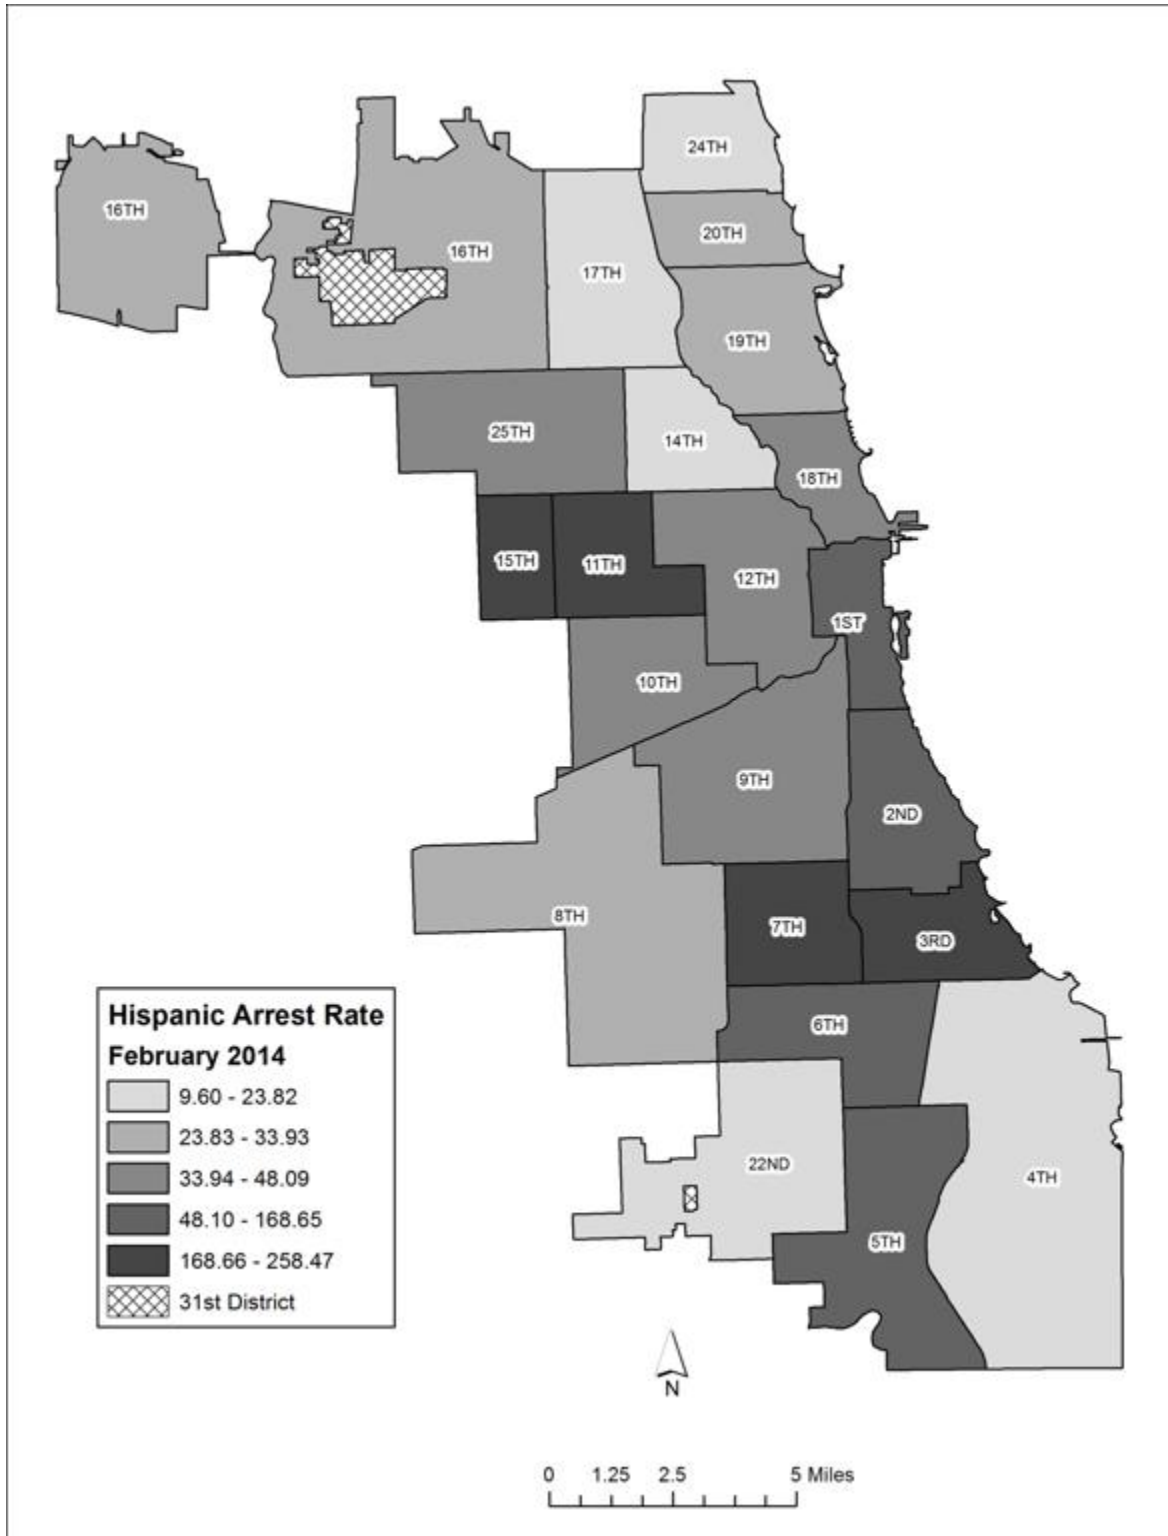 24TH
16TH
20TH
16TH
17TH
19TH
25TH
14TH
18TH
15TH
11TH
12TH
1ST
10TH
9TH
2ND
8TH
7TH
3RD
6TH
22ND
4TH
5TH
Hispanic Arrest Rate
February 2014
9.60 - 23.82
23.83 - 33.93
33.94 - 48.09
48.10 - 168.65
168.66 - 258.47
31st District
N
0 1.25 2.5 5 Miles